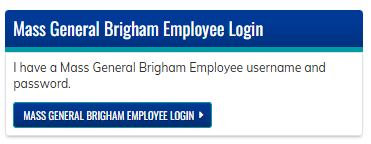 Mass General Brigham Employee Login
I have a Mass General Brigham Employee username and
password.
MASS GENERAL BRIGHAM EMPLOYEE LOGIN